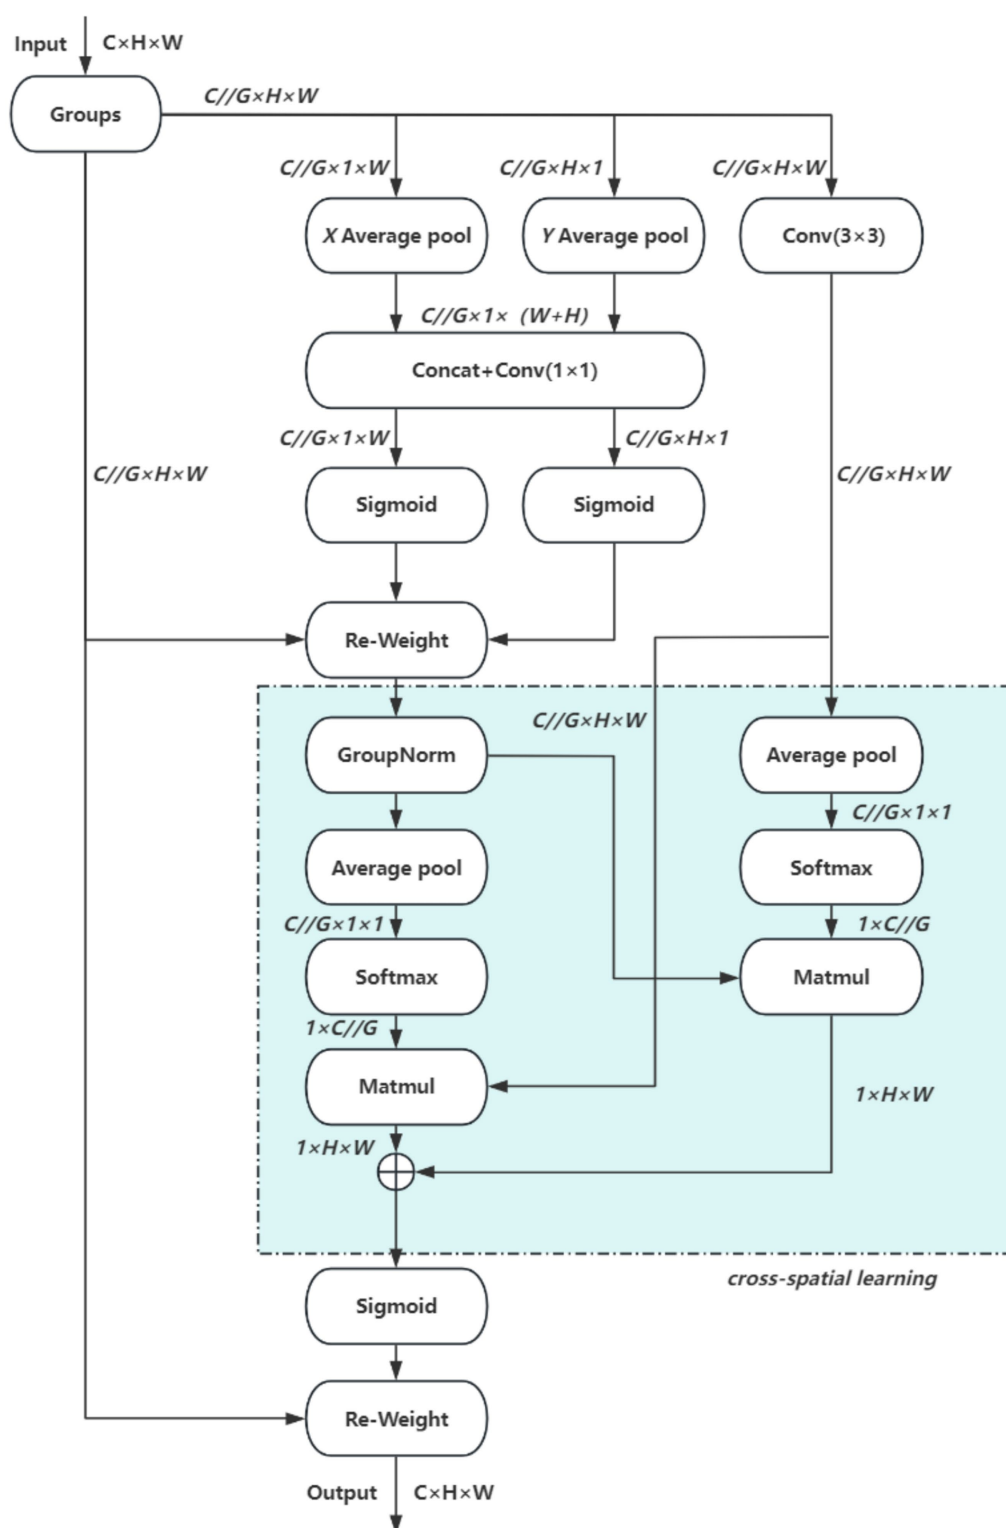 Input C×H×W
Groups
C//G×H×W
C//G×1×W C//G×H×1 C//G×H×W
X Average pool Y Average pool Conv(3×3)
C//G×1× (W+H)
Concat+Conv(1×1)
C//G×1×W C//G×H×1
C//G×H×W C//G×H×W
Sigmoid Sigmoid
Re-Weight
C//G×H×W
GroupNorm Average pool
C//G×1×1
Average pool Softmax
C//G×1×1 1×C//G
Softmax Matmul
1×C//G
Matmul 1×H×W
1×H×W
cross-spatial learning
Sigmoid
Re-Weight
Output C×H×W